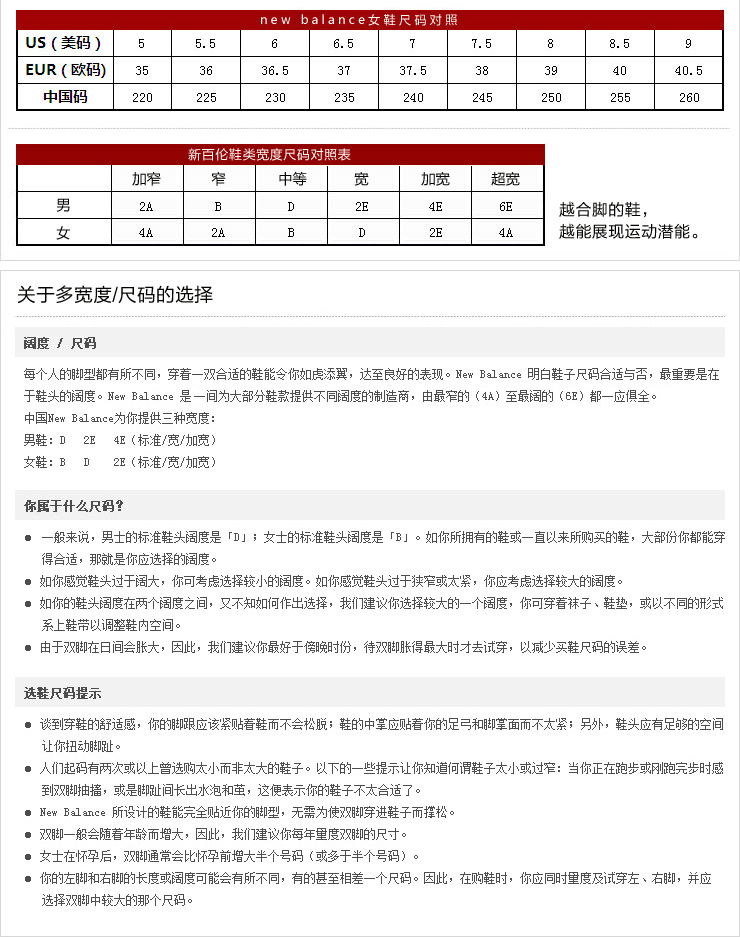 new balance女鞋尺码对照
US（美码） 5 5.5 6 6.5 7 7.5 8 8.5 9
EUR（欧码) 35 36 36.5 37 37.5 38 39 40 40.5
中国码 220 225 230 235 240 245 250 255 260
新百伦鞋类宽度尺码对照表
加窄 窄 中等 宽 加宽 超宽
男 2A B D 2E 4E 6E
女 4A 2A B D 2E 4A
越合脚的鞋，
越能展现运动潜能。
关于多宽度/尺码的选择
阔度 / 尺码
每个人的脚型都有所不同，穿着一双合适的鞋能令你如虎添翼，达至良好的表现。New Balance 明白鞋子尺码合适与否，最重要是在
于鞋头的阔度。New Balance 是一间为大部分鞋款提供不同阔度的制造商，由最窄的（4A）至最阔的（6E）都一应俱全。
中国New Balance为你提供三种宽度：
男鞋：D 2E 4E（标准/宽/加宽）
女鞋：B D 2E（标准/宽/加宽）
你属于什么尺码？
● 一般来说，男士的标准鞋头阔度是「D」；女士的标准鞋头阔度是「B」。如你所拥有的鞋或一直以来所购买的鞋，大部份你都能穿
得合适，那就是你应选择的阔度。
● 如你感觉鞋头过于阔大，你可考虑选择较小的阔度。如你感觉鞋头过于狭窄或太紧，你应考虑选择较大的阔度。
● 如你的鞋头阔度在两个阔度之间，又不知如何作出选择，我们建议你选择较大的一个阔度，你可穿着袜子、鞋垫，或以不同的形式
系上鞋带以调整鞋内空间。
● 由于双脚在日间会胀大，因此，我们建议你最好于傍晚时份，待双脚胀得最大时才去试穿，以减少买鞋尺码的误差。
选鞋尺码提示
● 谈到穿鞋的舒适感，你的脚跟应该紧贴着鞋而不会松脱；鞋的中掌应贴着你的足弓和脚掌面而不太紧；另外，鞋头应有足够的空间
让你扭动脚趾。
● 人们起码有两次或以上曾选购太小而非太大的鞋子。以下的一些提示让你知道何谓鞋子太小或过窄：当你正在跑步或刚跑完步时感
到双脚抽搐，或是脚趾间长出水泡和茧，这便表示你的鞋子不太合适了。
● New Balance 所设计的鞋能完全贴近你的脚型，无需为使双脚穿进鞋子而撑松。
● 双脚一般会随着年龄而增大，因此，我们建议你每年量度双脚的尺寸。
● 女士在怀孕后，双脚通常会比怀孕前增大半个号码（或多于半个号码）。
● 你的左脚和右脚的长度或阔度可能会有所不同，有的甚至相差一个尺码。因此，在购鞋时，你应同时量度及试穿左、右脚，并应
选择双脚中较大的那个尺码。